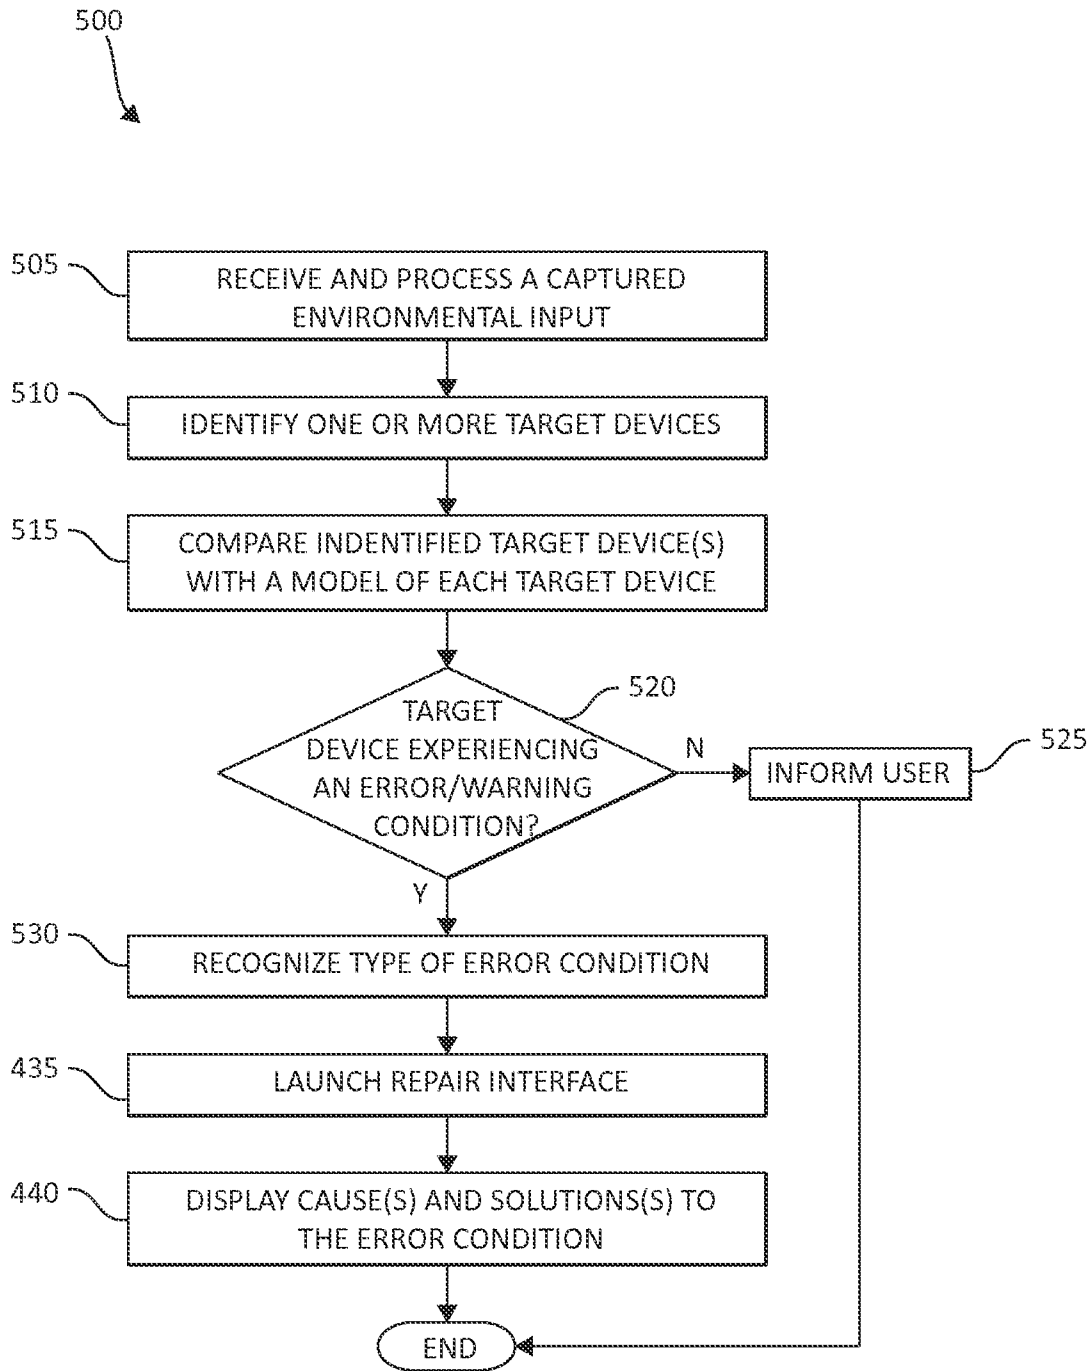 500
505
RECEIVE AND PROCESS A CAPTURED
ENVIRONMENTAL INPUT
510
IDENTIFY ONE OR MORE TARGET DEVICES
515
COMPARE INDENTIFIED TARGET DEVICE(S)
WITH A MODEL OF EACH TARGET DEVICE
520
TARGET
DEVICE EXPERIENCING
AN ERROR/WARNING
CONDITION?
N
525
INFORM USER
Y
530
RECOGNIZE TYPE OF ERROR CONDITION
435
LAUNCH REPAIR INTERFACE
440
DISPLAY CAUSE(S) AND SOLUTIONS(S) TO
THE ERROR CONDITION
END